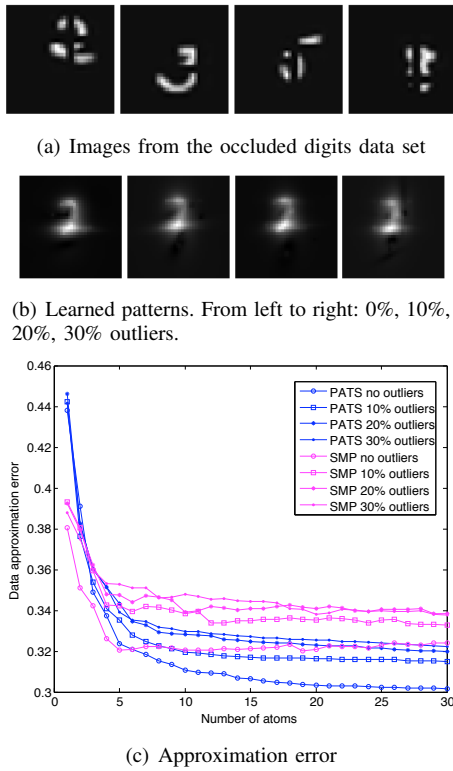 (a) Images from the occluded digits data set
(b) Learned patterns. From left to right: 0%, 10%,
20%, 30% outliers.
0.46
0.44
0.42
0.4
0.38
0.36
0.34
0.32
0.3
Data approximation error
PATS no outliers
PATS 10% outliers
PATS 20% outliers
PATS 30% outliers
SMP no outliers
SMP 10% outliers
SMP 20% outliers
SMP 30% outliers
0 5 10 15 20 25 30
Number of atoms
(c) Approximation error